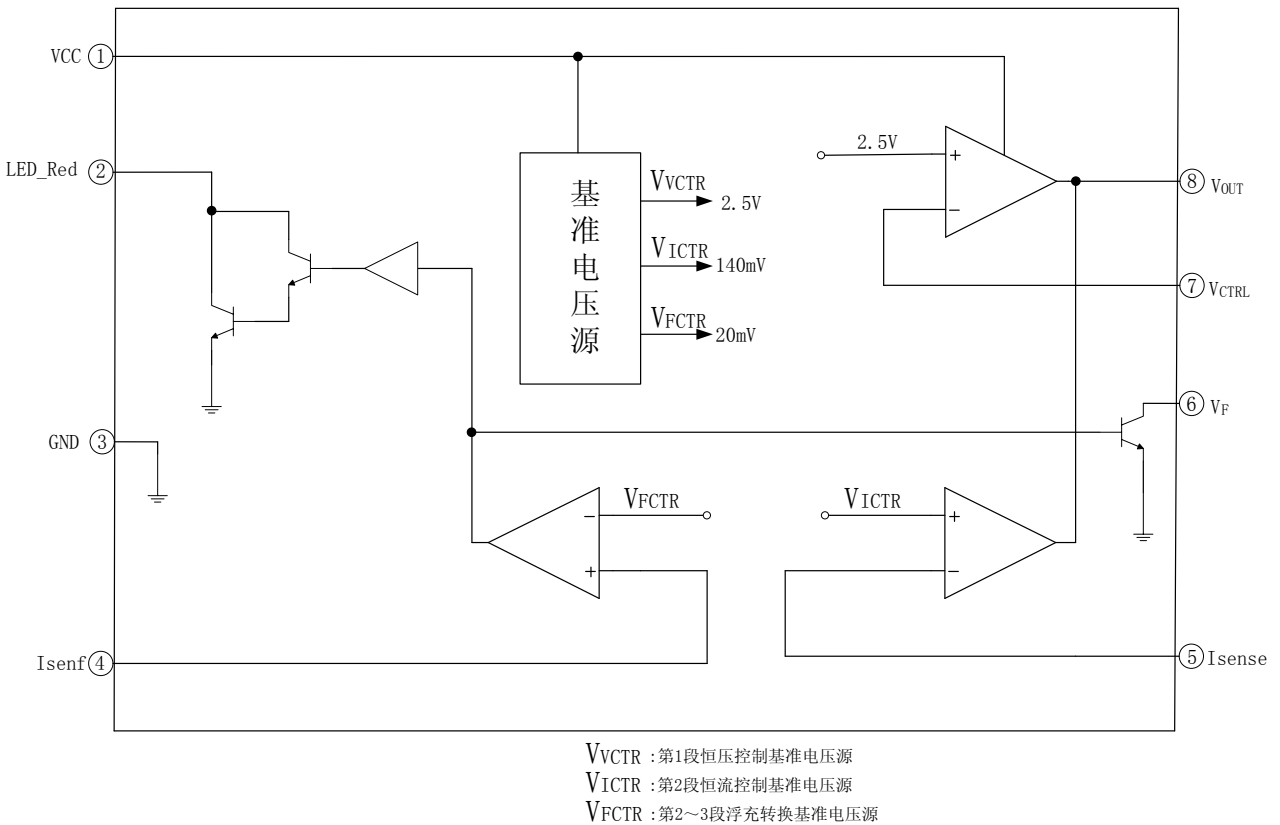 VCC ①
LED_Red ②
GND ③
Isenf ④
基准电压源
VVCTR
2.5V
VICTR
140mV
VFCTR
20mV
2.5V
+
−
⑧ VOUT
⑦ VCTRL
⑥ VF
− VFCTR
+
VICTR +
−
⑤ Isense
VVCTR :第1段恒压控制基准电压源
VICTR :第2段恒流控制基准电压源
VFCTR :第2～3段浮充转换基准电压源